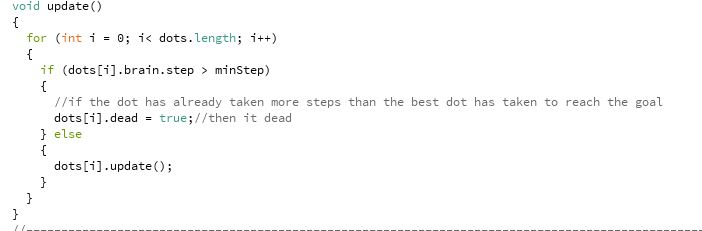 void update()
{
  for (int i = 0; i< dots.length; i++)
  {
    if (dots[i].brain.step > minStep)
    {
      //if the dot has already taken more steps than the best dot has taken to reach the goal
      dots[i].dead = true;//then it dead
    } else
    {
      dots[i].update();
    }
  }
}
//---------------------------------------------------------------------------------------------------